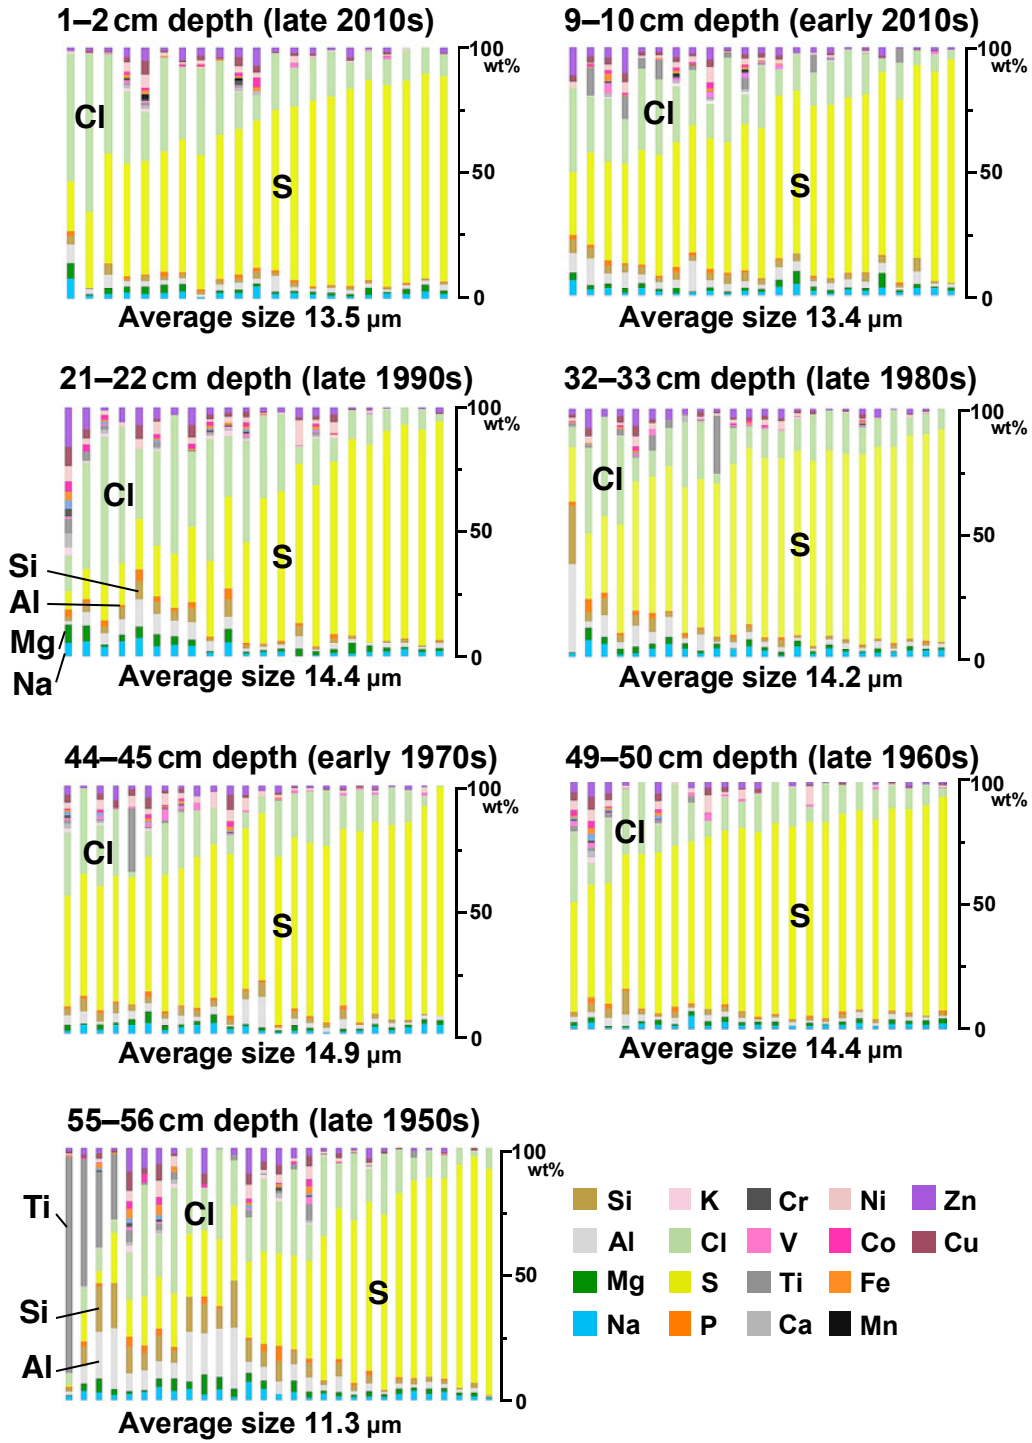 1–2 cm depth (late 2010s)
100
wt%
Cl
50
S
0
Average size 13.5 µm
9–10 cm depth (early 2010s)
100
wt%
Cl
50
S
0
Average size 13.4 µm
21–22 cm depth (late 1990s)
100
wt%
Cl
50
S
Si
Al
Mg
Na
0
Average size 14.4 µm
32–33 cm depth (late 1980s)
100
wt%
Cl
50
S
0
Average size 14.2 µm
44–45 cm depth (early 1970s)
100
wt%
Cl
50
S
0
Average size 14.9 µm
49–50 cm depth (late 1960s)
100
wt%
Cl
50
S
0
Average size 14.4 µm
55–56 cm depth (late 1950s)
100
wt%
Ti
Cl
50
S
Si
Al
0
Average size 11.3 µm
Si K Cr Ni Zn
Al Cl V Co Cu
Mg S Ti Fe
Na P Ca Mn